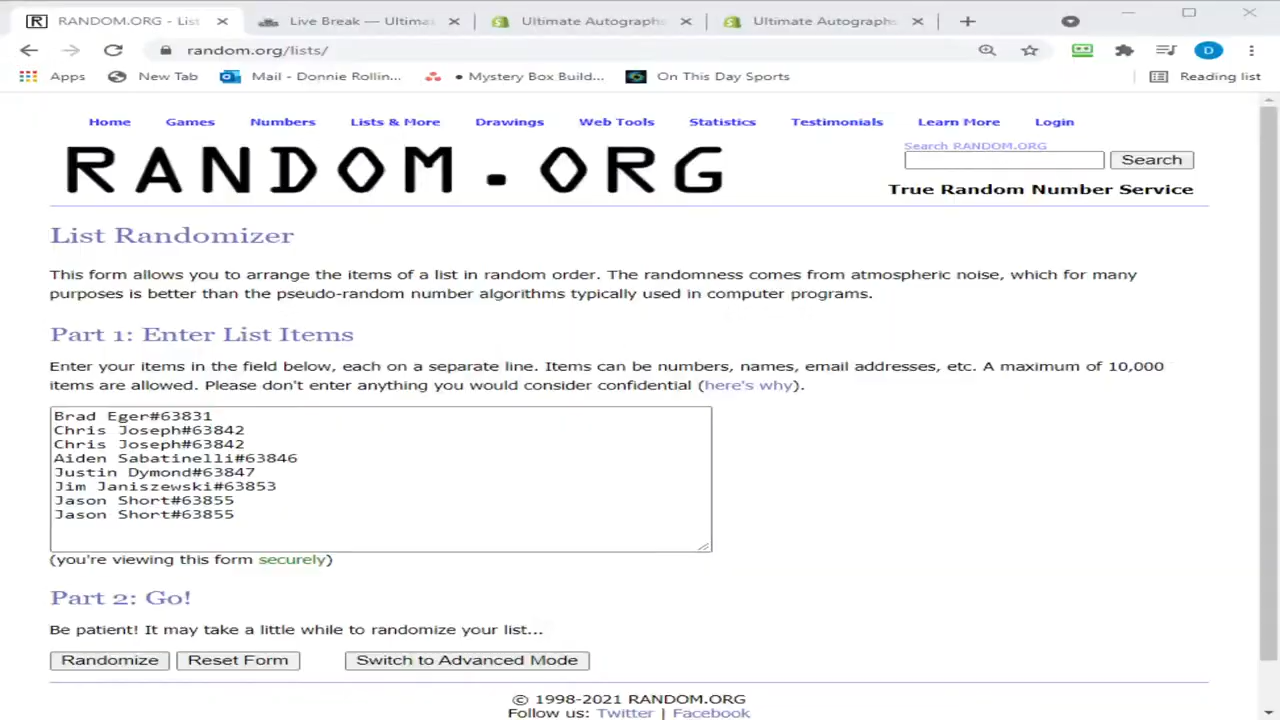 RANDOM.ORG - List
Live Break — Ultima
Ultimate Autograph
Ultimate Autograph
random.org/lists/
D
Apps
New Tab
Mail - Donnie Rollin...
• Mystery Box Build...
On This Day Sports
Reading list
Home Games Numbers Lists & More Drawings Web Tools Statistics Testimonials Learn More Login
Search RANDOM.ORG
RANDOM.ORG
Search
True Random Number Service
List Randomizer
This form allows you to arrange the items of a list in random order. The randomness comes from atmospheric noise, which for many
purposes is better than the pseudo-random number algorithms typically used in computer programs.
Part 1: Enter List Items
Enter your items in the field below, each on a separate line. Items can be numbers, names, email addresses, etc. A maximum of 10,000
items are allowed. Please don't enter anything you would consider confidential (here's why).
Brad Eger#63831
Chris Joseph#63842
Chris Joseph#63842
Aiden Sabatinelli#63846
Justin Dymond#63847
Jim Janiszewski#63853
Jason Short#63855
Jason Short#63855
(you're viewing this form securely)
Part 2: Go!
Be patient! It may take a little while to randomize your list...
Randomize Reset Form Switch to Advanced Mode
© 1998-2021 RANDOM.ORG
Follow us: Twitter | Facebook